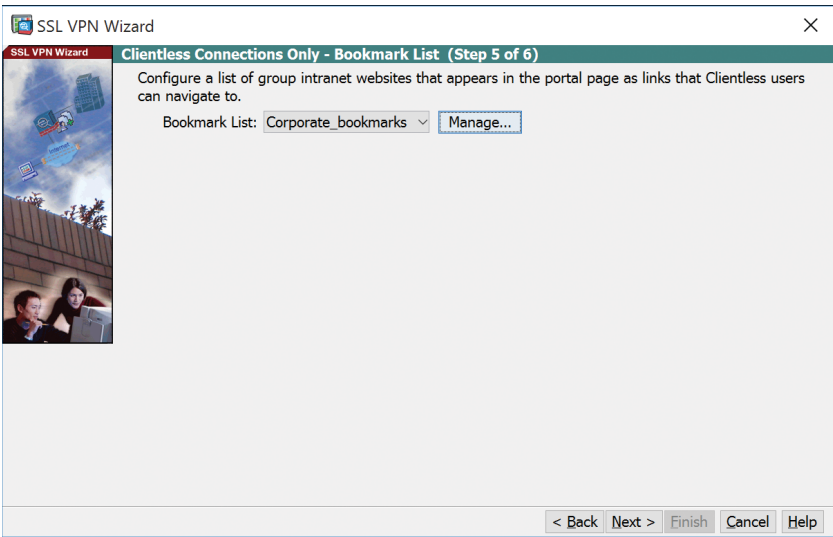 SSL VPN Wizard
SSL VPN Wizard
Clientless Connections Only - Bookmark List (Step 5 of 6)
Configure a list of group intranet websites that appears in the portal page as links that Clientless users
can navigate to.
Bookmark List: Corporate_bookmarks Manage...
Internet
< Back Next > Finish Cancel Help